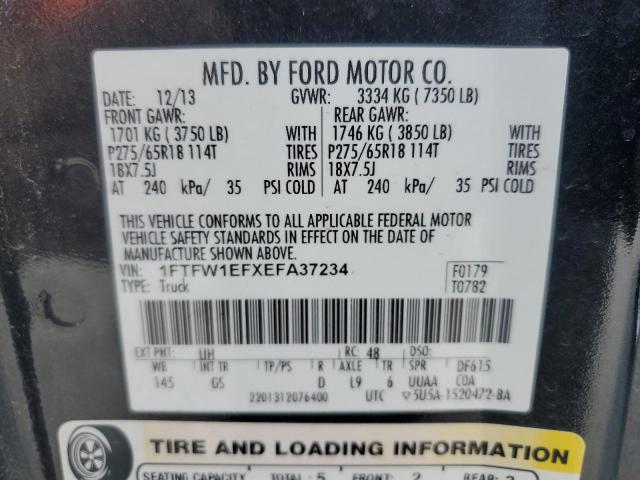 MFD. BY FORD MOTOR CO.
DATE: 12/13 GVWR: 3334 KG ( 7350 LB)
FRONT GAWR: REAR GAWR:
1701 KG ( 3750 LB) WITH 1746 KG ( 3850 LB) WITH
P275/65R18 114T TIRES P275/65R18 114T TIRES
18X7.5J RIMS 18X7.5J RIMS
AT 240 kPa/ 35 PSI COLD AT 240 kPa/ 35 PSI COLD
THIS VEHICLE CONFORMS TO ALL APPLICABLE FEDERAL MOTOR
VEHICLE SAFETY STANDARDS IN EFFECT ON THE DATE OF
MANUFACTURE SHOWN ABOVE.
VIN: 1FTFW1EFXEFA37234 F0179
TYPE: Truck T0782
EXT PNT: UH RC: 48 DSO:
WB INT TR TP/PS R AXLE TR SPR DF615
145 GS D L9 6 UUAA COA
2201312076400 UTC ▽5U5A-1520472-BA
TIRE AND LOADING INFORMATION
SEATING CAPACITY TOTAL : 5 FRONT: 2 REAR: